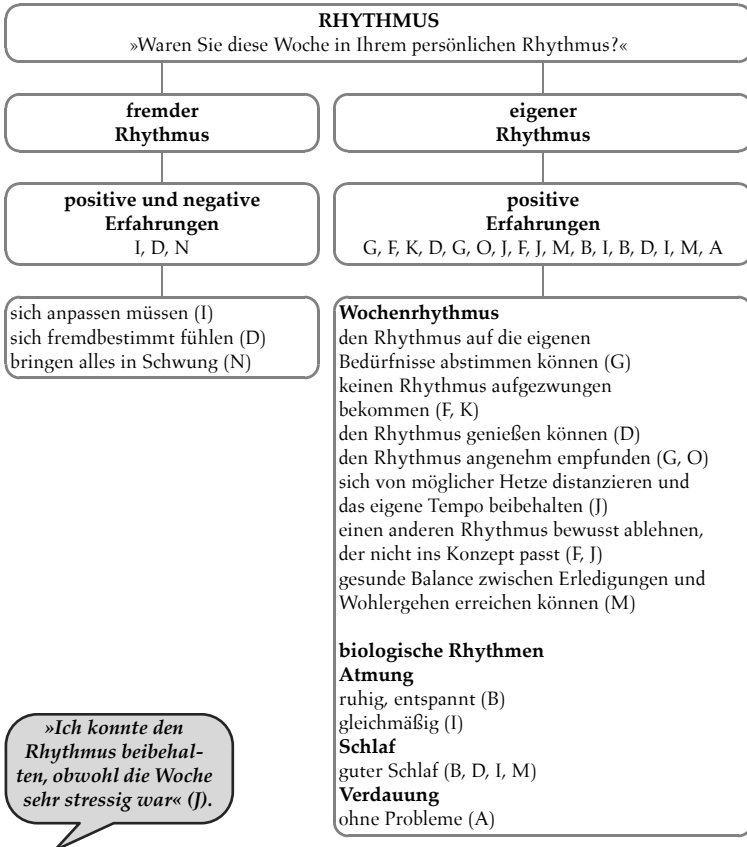 RHYTHMUS
»Waren Sie diese Woche in Ihrem persönlichen Rhythmus?«
fremder
Rhythmus
eigener
Rhythmus
positive und negative
Erfahrungen
I, D, N
positive
Erfahrungen
G, F, K, D, G, O, J, F, J, M, B, I, B, D, I, M, A
sich anpassen müssen (I)
sich fremdbestimmt fühlen (D)
bringen alles in Schwung (N)
Wochenrhythmus
den Rhythmus auf die eigenen
Bedürfnisse abstimmen können (G)
keinen Rhythmus aufgezwungen
bekommen (F, K)
den Rhythmus genießen können (D)
den Rhythmus angenehm empfunden (G, O)
sich von möglicher Hetze distanzieren und
das eigene Tempo beibehalten (J)
einen anderen Rhythmus bewusst ablehnen,
der nicht ins Konzept passt (F, J)
gesunde Balance zwischen Erledigungen und
Wohlergehen erreichen können (M)
biologische Rhythmen
Atmung
ruhig, entspannt (B)
gleichmäßig (I)
Schlaf
guter Schlaf (B, D, I, M)
Verdauung
ohne Probleme (A)
»Ich konnte den
Rhythmus beibehal-
ten, obwohl die Woche
sehr stressig war« (J).